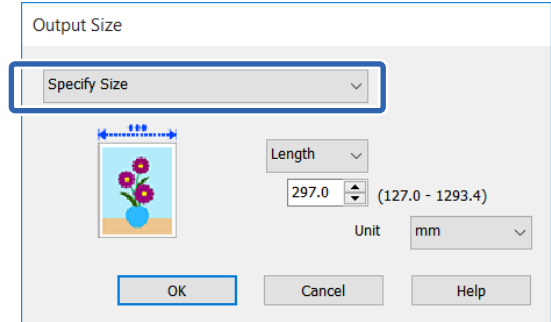 Output Size
Specify Size
Length
297.0 (127.0 - 1293.4)
Unit mm
OK Cancel Help